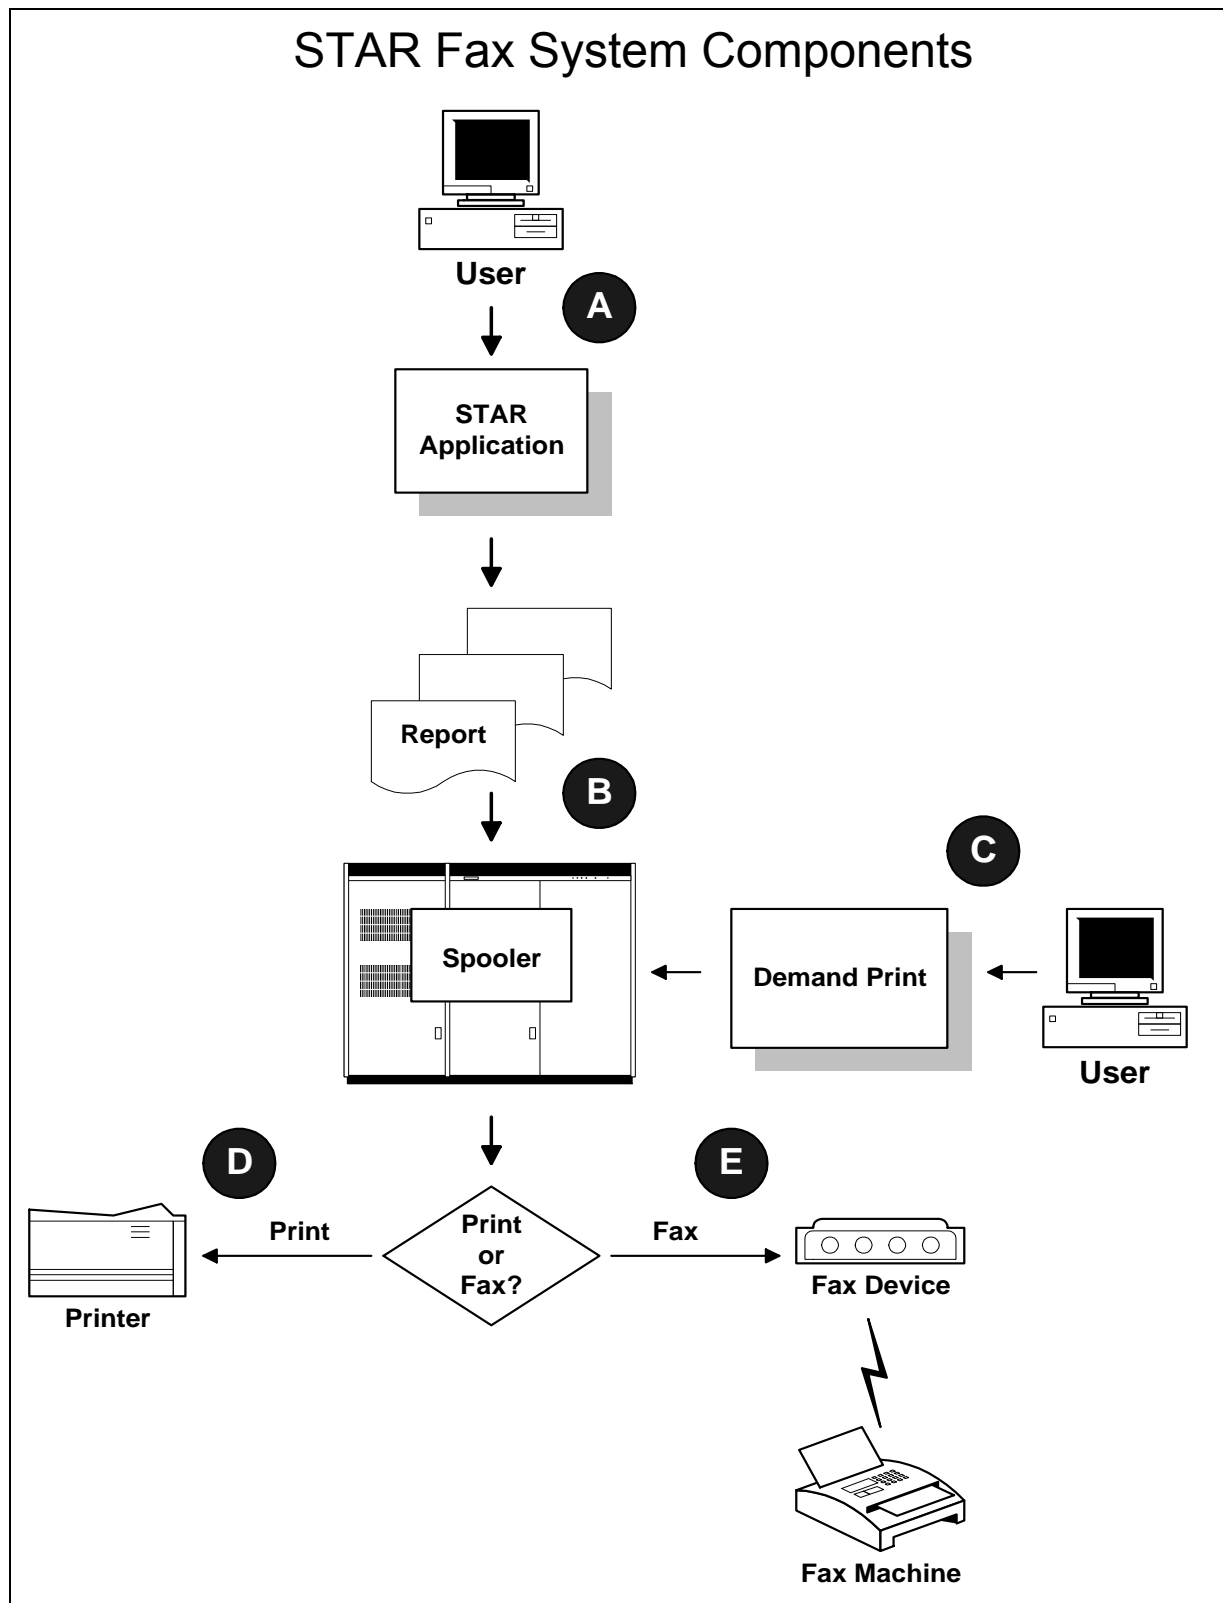 STAR Fax System Components
User
A
STAR
Application
Report
B
C
Spooler
Demand Print
User
D
E
Print
Print
or
Fax?
Fax
Printer
Fax Device
Fax Machine